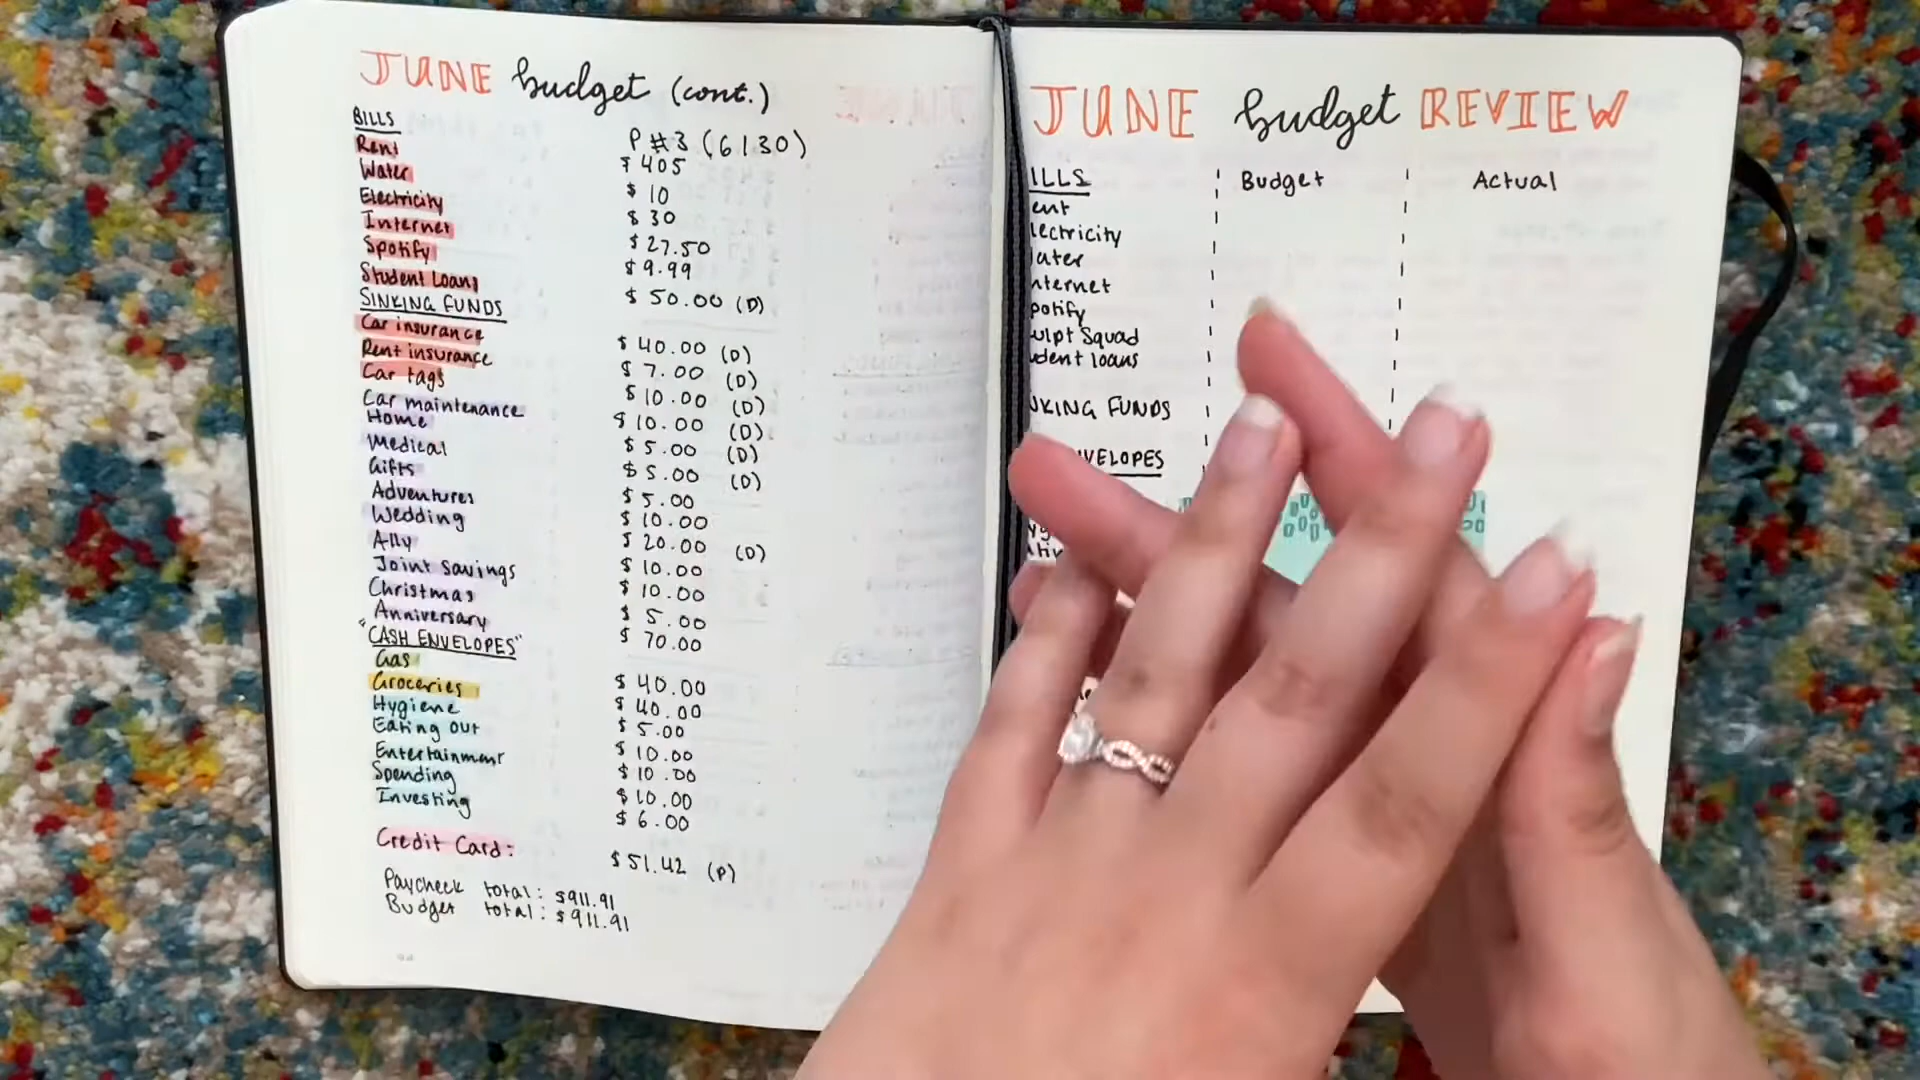 JUNE budget (cont.)
BILLS
P #3 (6/30)
Rent $405
Water $10
Electricity $30
Internet $27.50
Spotify $9.99
Student Loans $50.00 (D)
SINKING FUNDS
Car insurance $40.00 (D)
Rent insurance $7.00 (D)
Car tags $10.00 (D)
Car maintenance $10.00 (D)
Home $5.00 (D)
Medical $5.00 (D)
Gifts $5.00
Adventures $10.00
Wedding $20.00 (D)
Ally $10.00
Joint savings $10.00
Christmas $5.00
Anniversary $70.00
"CASH ENVELOPES"
Gas $40.00
Groceries $40.00
Hygiene $5.00
Eating out $10.00
Entertainment $10.00
Spending $10.00
Investing $6.00
Credit Card: $51.42 (P)
Paycheck total: $911.91
Budget total: $911.91
JUNE budget REVIEW
ILLS Budget Actual
ent
lectricity
ater
nternet
potify
ulpt Squad
dent loans
NKING FUNDS
VELOPES